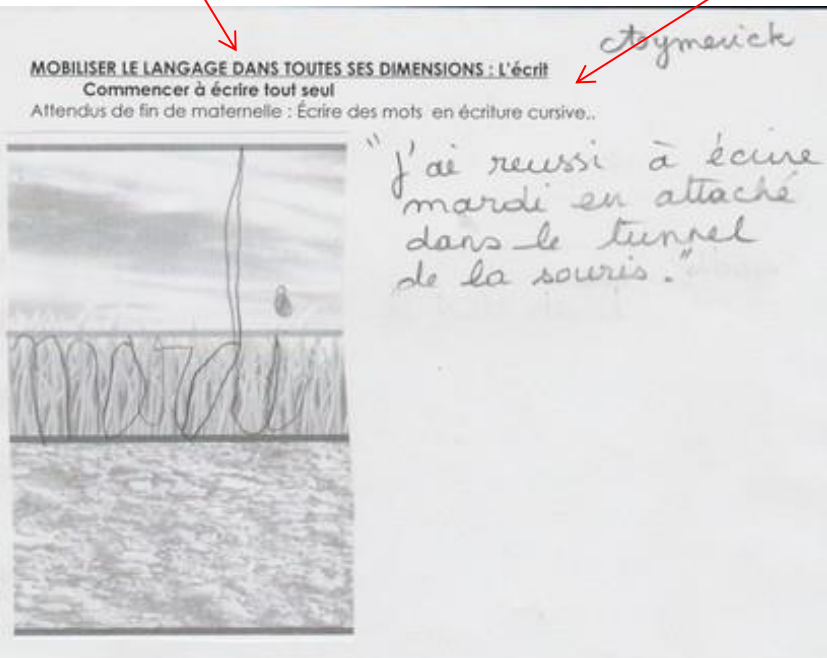 Aymerick
MOBILISER LE LANGAGE DANS TOUTES SES DIMENSIONS : L'écrit
Commencer à écrire tout seul
Attendus de fin de maternelle : Écrire des mots en écriture cursive..
"J'ai reussi à écrire
mardi en attaché
dans le tunnel
de la souris."
mardi